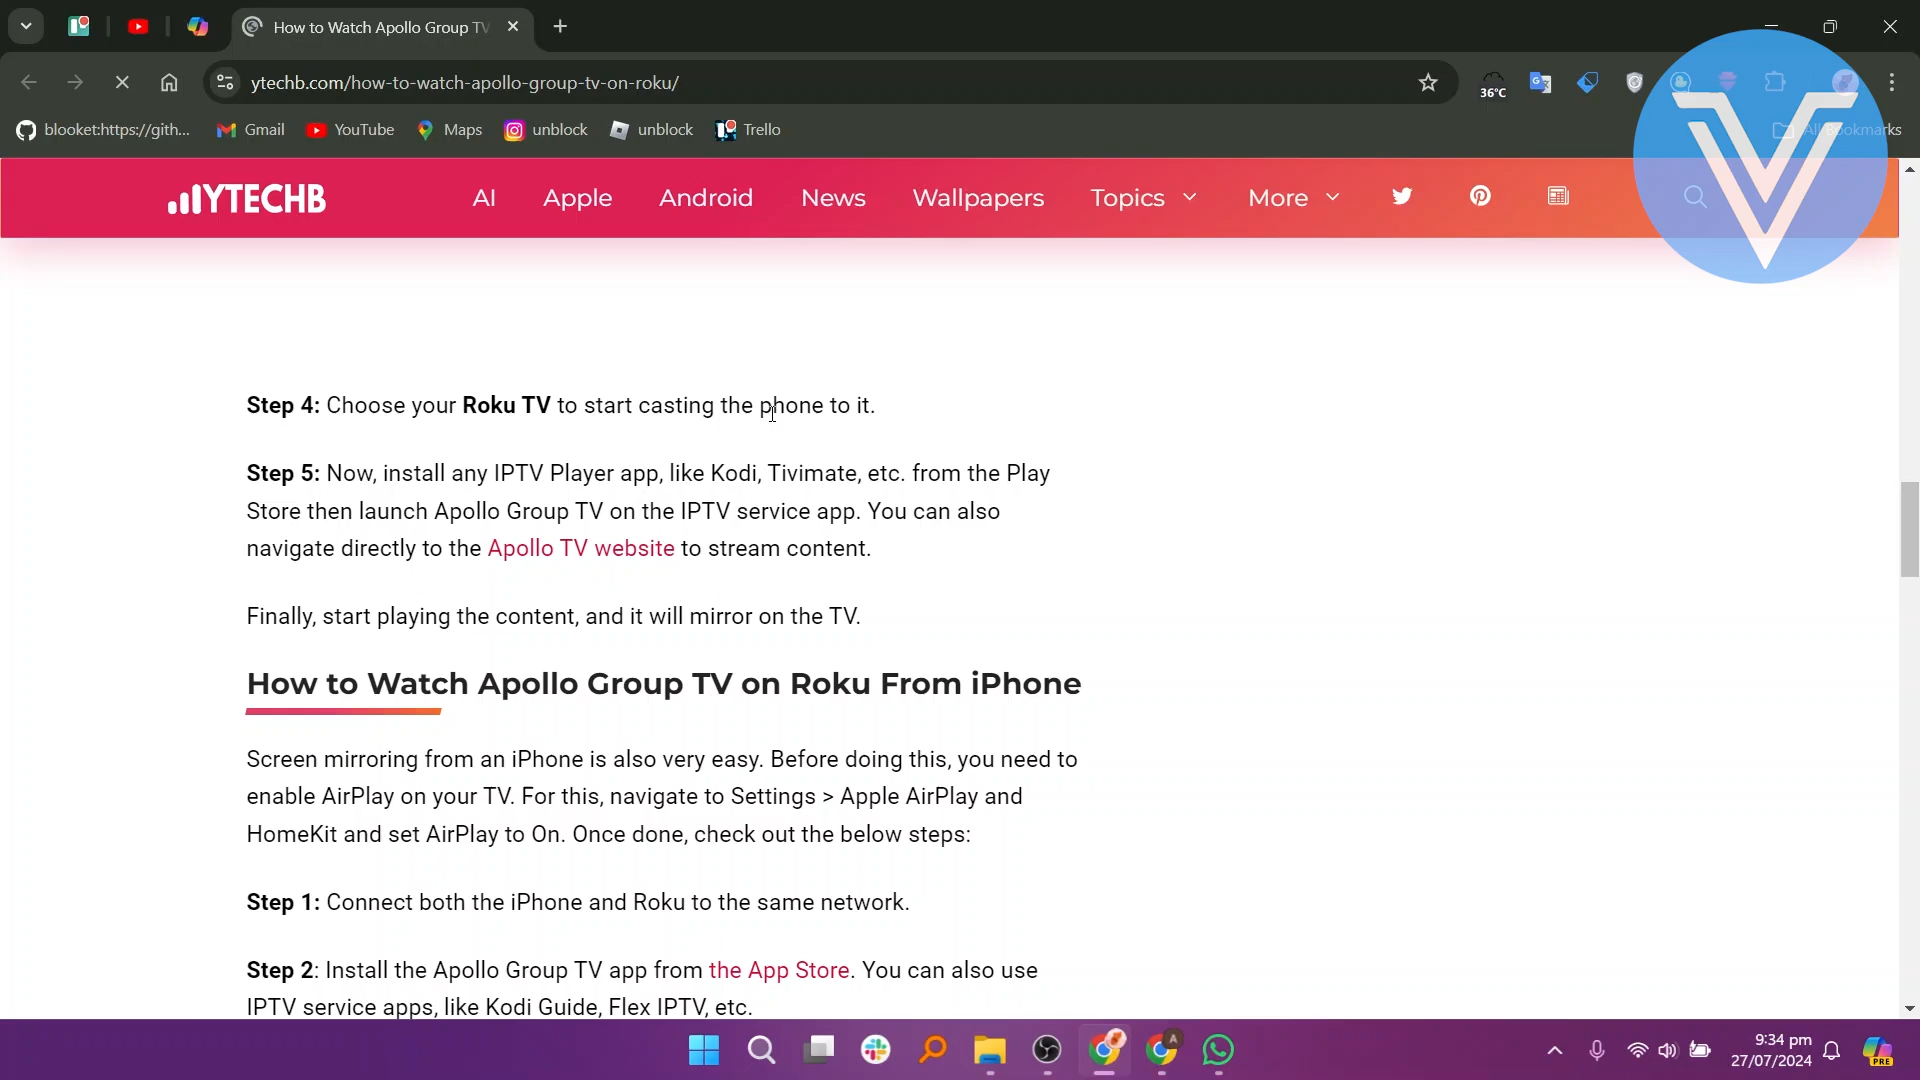 How to Watch Apollo Group TV
ytechb.com/how-to-watch-apollo-group-tv-on-roku/
36°C
blooket:https://gith...
Gmail
YouTube
Maps
unblock
unblock
Trello
All Bookmarks
YTECHB
AI
Apple
Android
News
Wallpapers
Topics
More
Step 4: Choose your Roku TV to start casting the phone to it.
Step 5: Now, install any IPTV Player app, like Kodi, Tivimate, etc. from the Play
Store then launch Apollo Group TV on the IPTV service app. You can also
navigate directly to the Apollo TV website to stream content.
Finally, start playing the content, and it will mirror on the TV.
How to Watch Apollo Group TV on Roku From iPhone
Screen mirroring from an iPhone is also very easy. Before doing this, you need to
enable AirPlay on your TV. For this, navigate to Settings > Apple AirPlay and
HomeKit and set AirPlay to On. Once done, check out the below steps:
Step 1: Connect both the iPhone and Roku to the same network.
Step 2: Install the Apollo Group TV app from the App Store. You can also use
IPTV service apps, like Kodi Guide, Flex IPTV, etc.
A
9:34 pm
27/07/2024
PRE